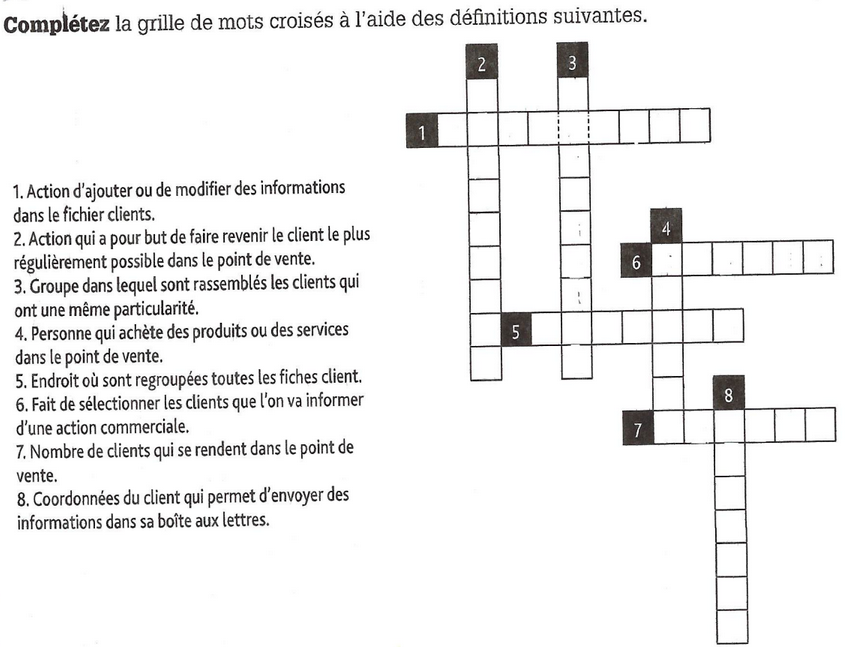 Complétez la grille de mots croisés à l'aide des définitions suivantes.
2
3
1
1. Action d'ajouter ou de modifier des informations
dans le fichier clients.
2. Action qui a pour but de faire revenir le client le plus
régulièrement possible dans le point de vente.
3. Groupe dans lequel sont rassemblés les clients qui
ont une même particularité.
4. Personne qui achète des produits ou des services
dans le point de vente.
5. Endroit où sont regroupées toutes les fiches client.
6. Fait de sélectionner les clients que l'on va informer
d'une action commerciale.
7. Nombre de clients qui se rendent dans le point de
vente.
8. Coordonnées du client qui permet d'envoyer des
informations dans sa boîte aux lettres.
4
6
5
8
7